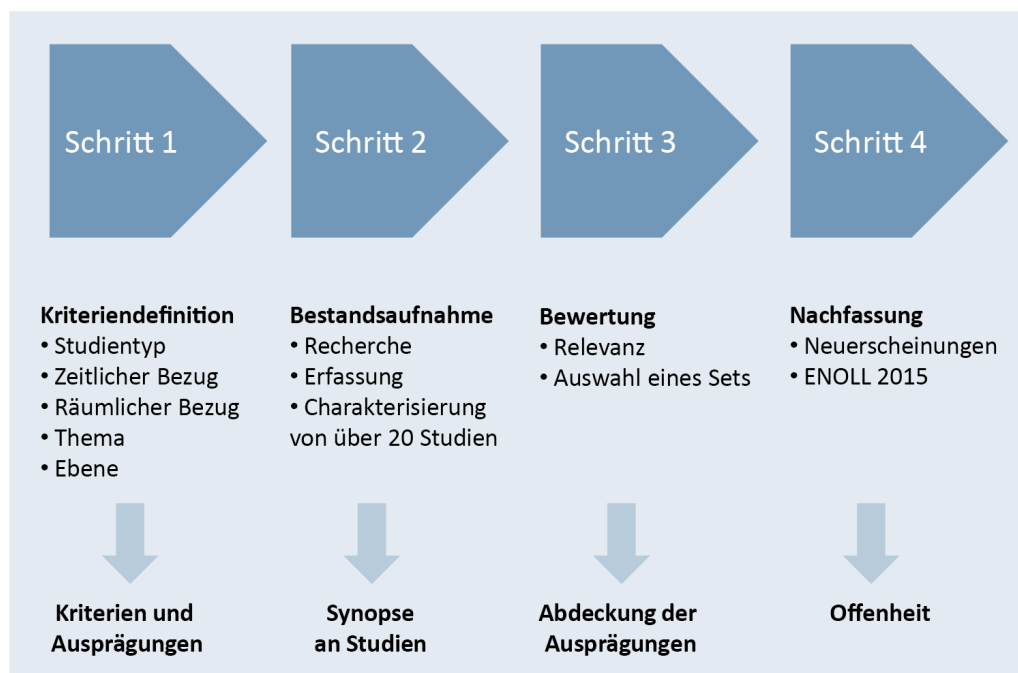 Schritt 1
Schritt 2
Schritt 3
Schritt 4
Kriteriendefinition
• Studientyp
• Zeitlicher Bezug
• Räumlicher Bezug
• Thema
• Ebene
Bestandsaufnahme
• Recherche
• Erfassung
• Charakterisierung
von über 20 Studien
Bewertung
• Relevanz
• Auswahl eines Sets
Nachfassung
• Neuerscheinungen
• ENOLL 2015
Kriterien und
Ausprägungen
Synopse
an Studien
Abdeckung der
Ausprägungen
Offenheit